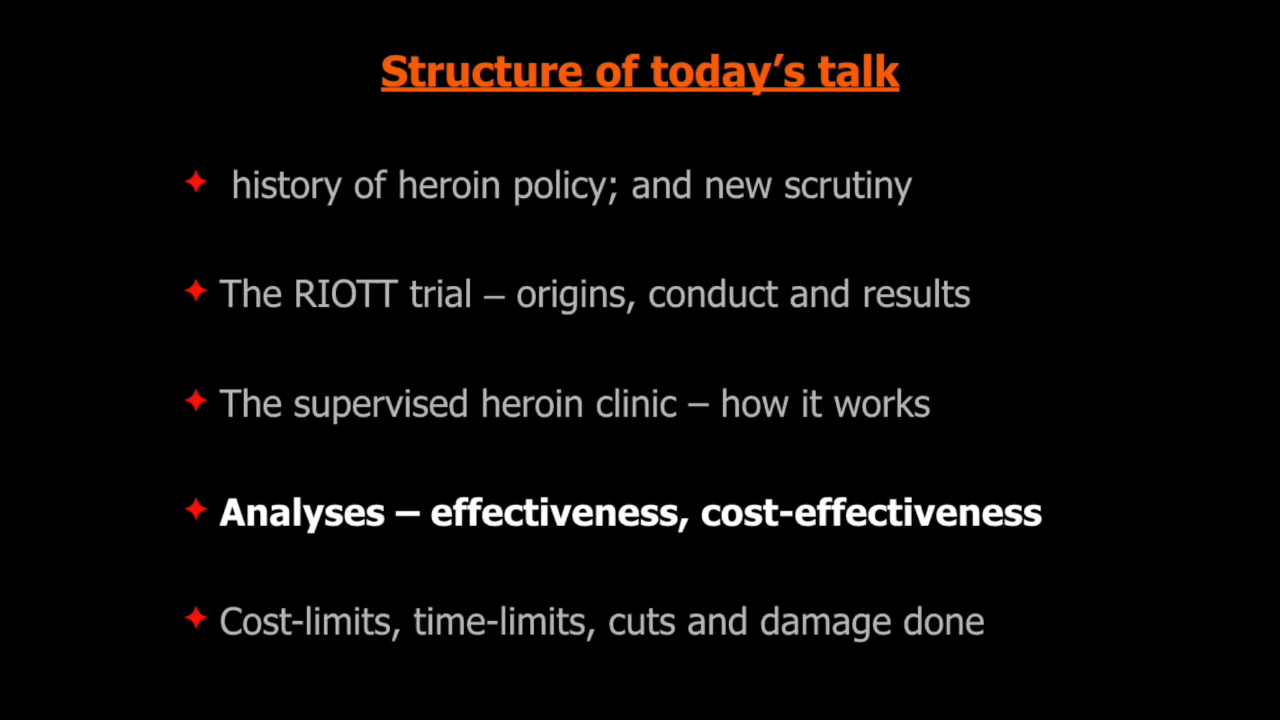 Structure of today’s talk
history of heroin policy; and new scrutiny
The RIOTT trial – origins, conduct and results
The supervised heroin clinic – how it works
Analyses – effectiveness, cost-effectiveness
Cost-limits, time-limits, cuts and damage done